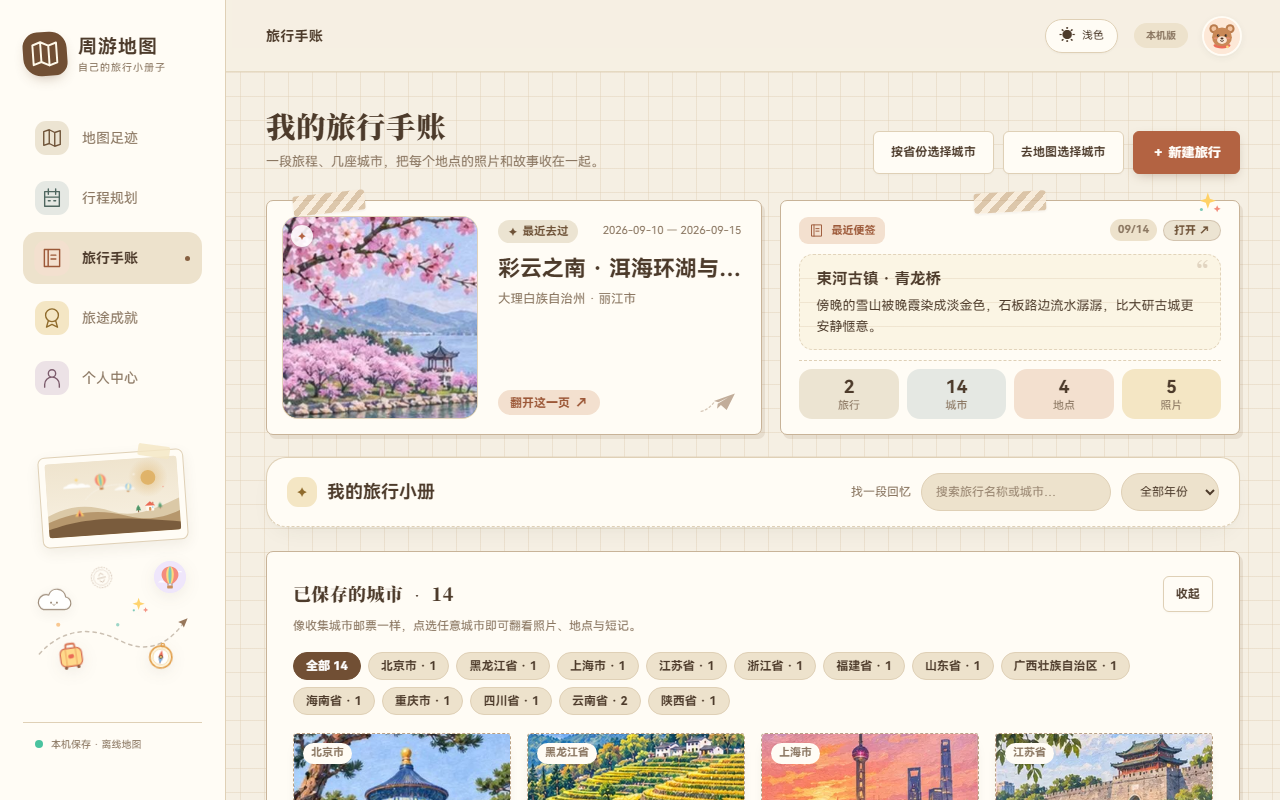 周游地图
自己的旅行小册子
地图足迹
行程规划
旅行手账
旅途成就
个人中心
本机保存 · 离线地图
旅行手账
浅色
本机版
我的旅行手账
一段旅程、几座城市，把每个地点的照片和故事收在一起。
按省份选择城市
去地图选择城市
+ 新建旅行
✦ 最近去过
2026-09-10 — 2026-09-15
彩云之南 · 洱海环湖与…
大理白族自治州 · 丽江市
翻开这一页 ↗
最近便签
09/14
打开 ↗
束河古镇 · 青龙桥
傍晚的雪山被晚霞染成淡金色，石板路边流水潺潺，比大研古城更
安静惬意。
2
旅行
14
城市
4
地点
5
照片
我的旅行小册
找一段回忆
搜索旅行名称或城市...
全部年份
已保存的城市 · 14
收起
像收集城市邮票一样，点选任意城市即可翻看照片、地点与短记。
全部 14
北京市 · 1
黑龙江省 · 1
上海市 · 1
江苏省 · 1
浙江省 · 1
福建省 · 1
山东省 · 1
广西壮族自治区 · 1
海南省 · 1
重庆市 · 1
四川省 · 1
云南省 · 2
陕西省 · 1
北京市
黑龙江省
上海市
江苏省